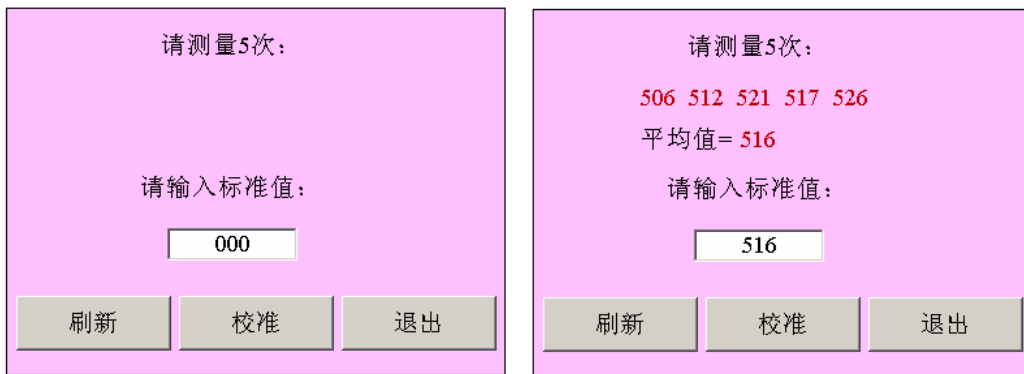 请测量5次：
请输入标准值：
000
刷新 校准 退出
请测量5次：
506 512 521 517 526
平均值= 516
请输入标准值：
516
刷新 校准 退出